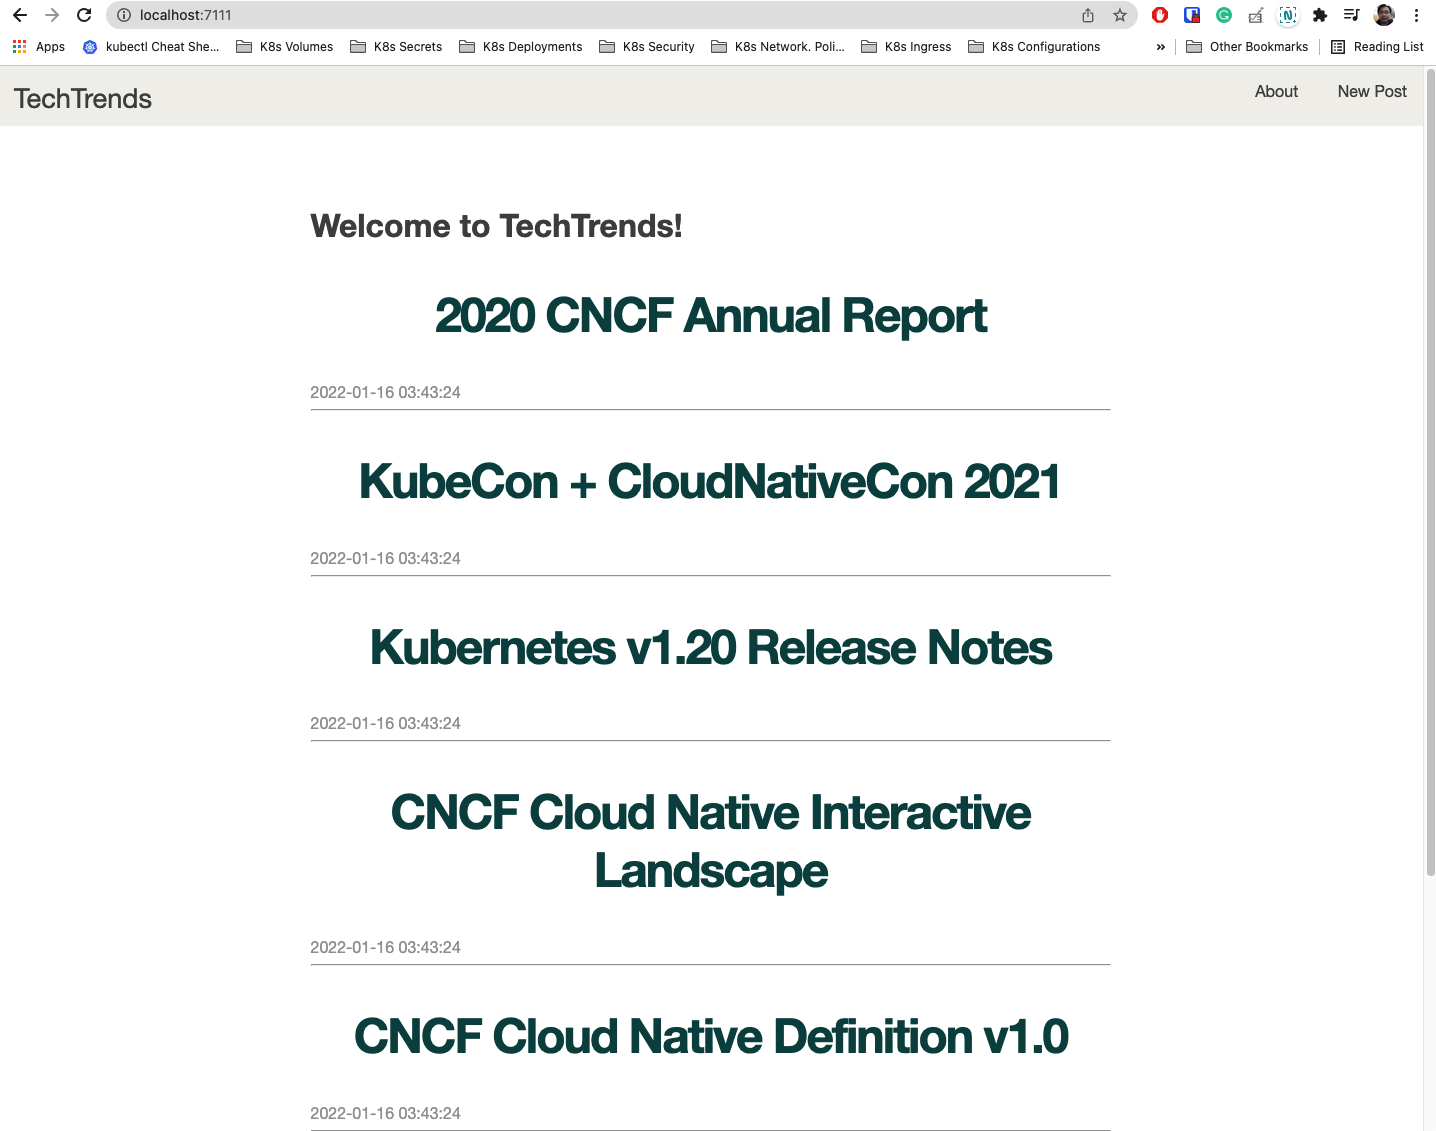 localhost:7111
Apps kubectl Cheat She... K8s Volumes K8s Secrets K8s Deployments K8s Security K8s Network. Poli... K8s Ingress K8s Configurations » Other Bookmarks Reading List
TechTrends About New Post
Welcome to TechTrends!
2020 CNCF Annual Report
2022-01-16 03:43:24
KubeCon + CloudNativeCon 2021
2022-01-16 03:43:24
Kubernetes v1.20 Release Notes
2022-01-16 03:43:24
CNCF Cloud Native Interactive
Landscape
2022-01-16 03:43:24
CNCF Cloud Native Definition v1.0
2022-01-16 03:43:24